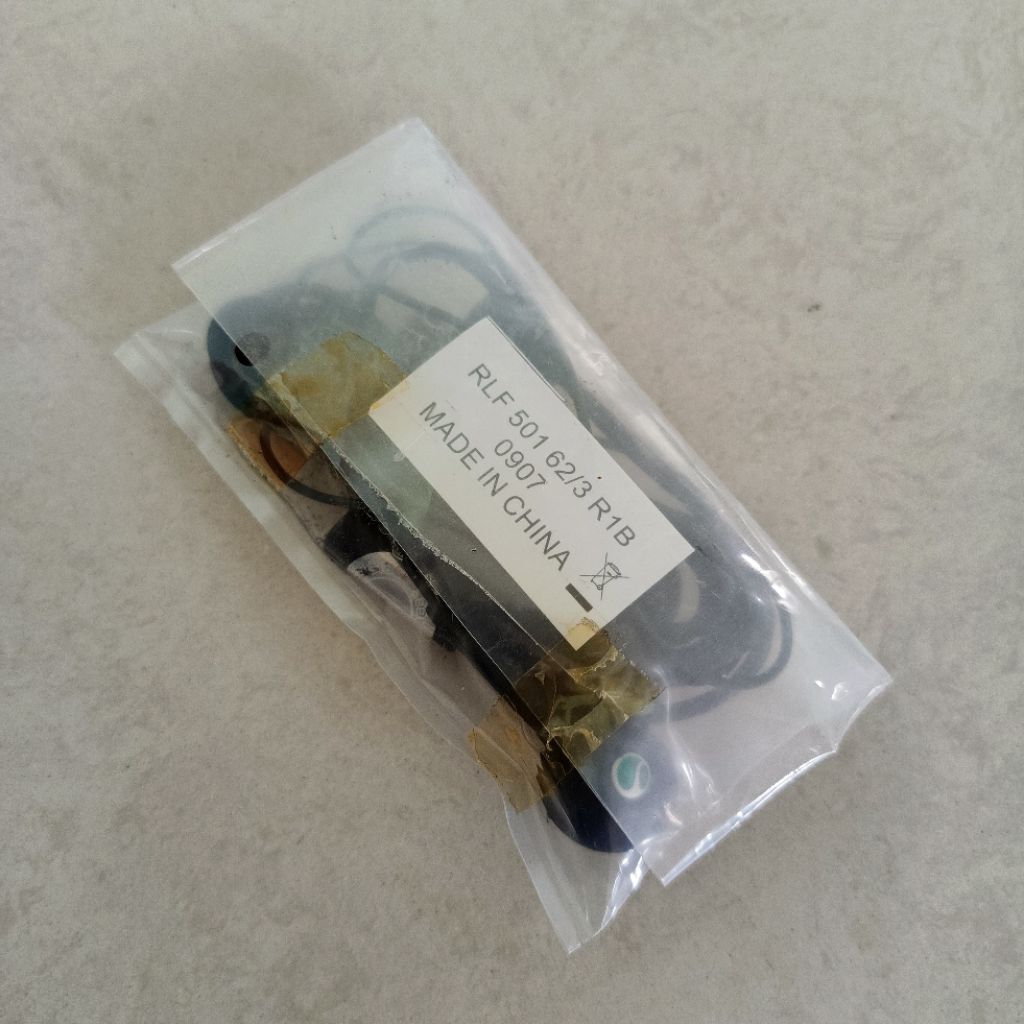 RLF 501 62/3 R1B
0907
MADE IN CHINA